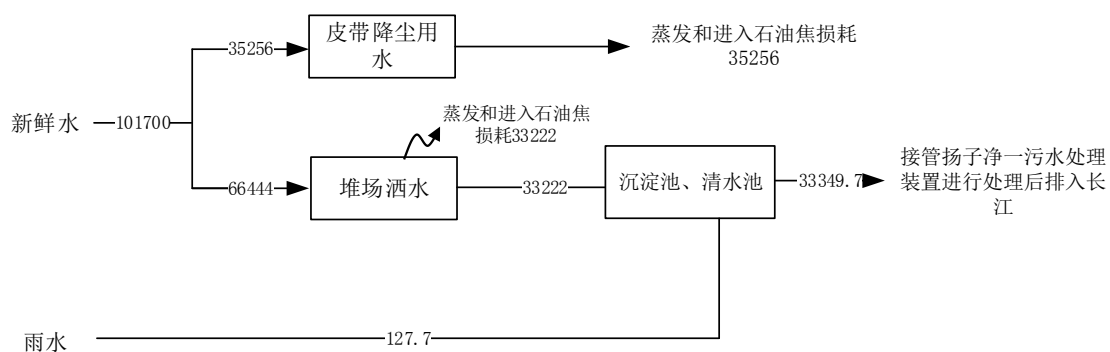 皮带降尘用
水
35256
蒸发和进入石油焦损耗
35256
新鲜水
101700
蒸发和进入石油焦
损耗33222
66444
堆场洒水
33222
沉淀池、清水池
33349.7
接管扬子净一污水处理
装置进行处理后排入长
江
雨水
127.7